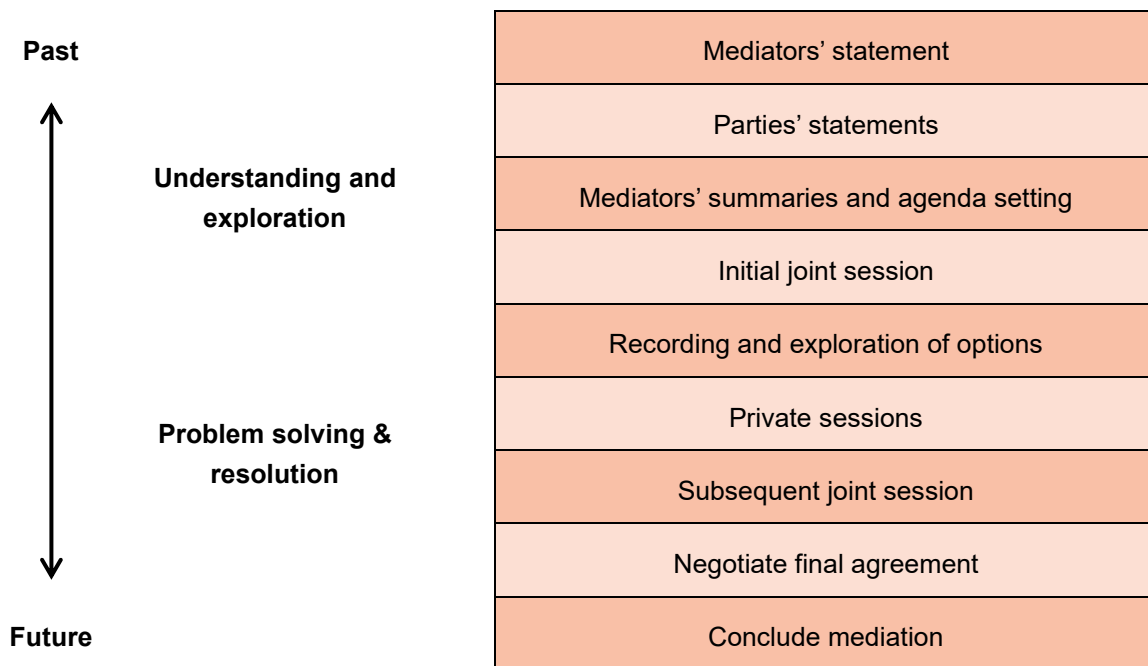 Past
Mediators’ statement
Parties’ statements
Understanding and
exploration
Mediators’ summaries and agenda setting
Initial joint session
Recording and exploration of options
Private sessions
Problem solving &
resolution
Subsequent joint session
Negotiate final agreement
Future
Conclude mediation